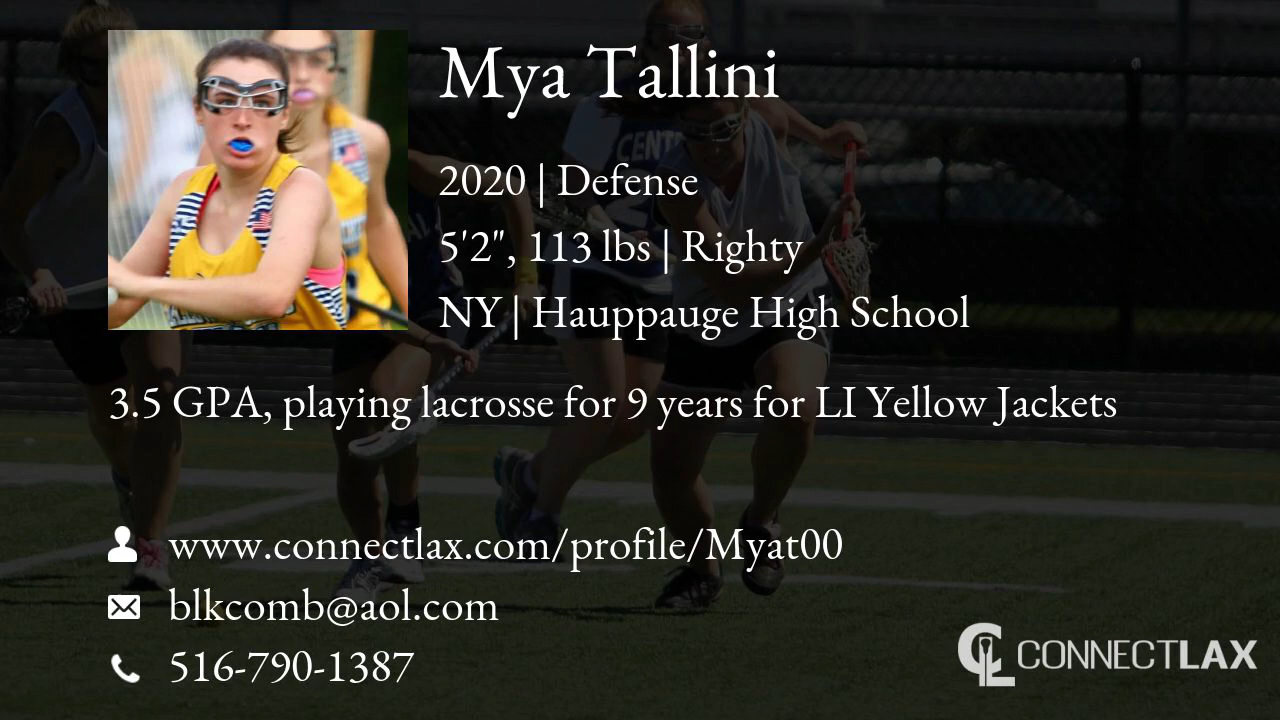 Mya Tallini
2020 | Defense
5'2", 113 lbs | Righty
NY | Hauppauge High School
3.5 GPA, playing lacrosse for 9 years for LI Yellow Jackets
www.connectlax.com/profile/Myat00
blkcomb@aol.com
516-790-1387
CONNECTLAX